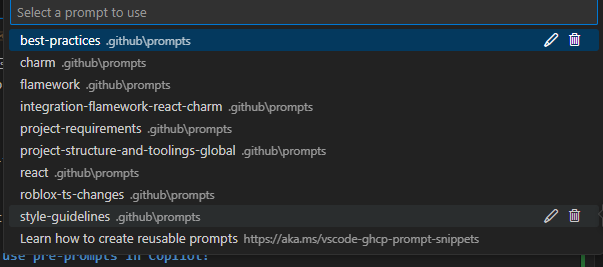 Select a prompt to use
best-practices .github\prompts
charm .github\prompts
flamework .github\prompts
integration-flamework-react-charm .github\prompts
project-requirements .github\prompts
project-structure-and-toolings-global .github\prompts
react .github\prompts
roblox-ts-changes .github\prompts
style-guidelines .github\prompts
Learn how to create reusable prompts https://aka.ms/vscode-ghcp-prompt-snippets
use pre-prompts in Copilot!